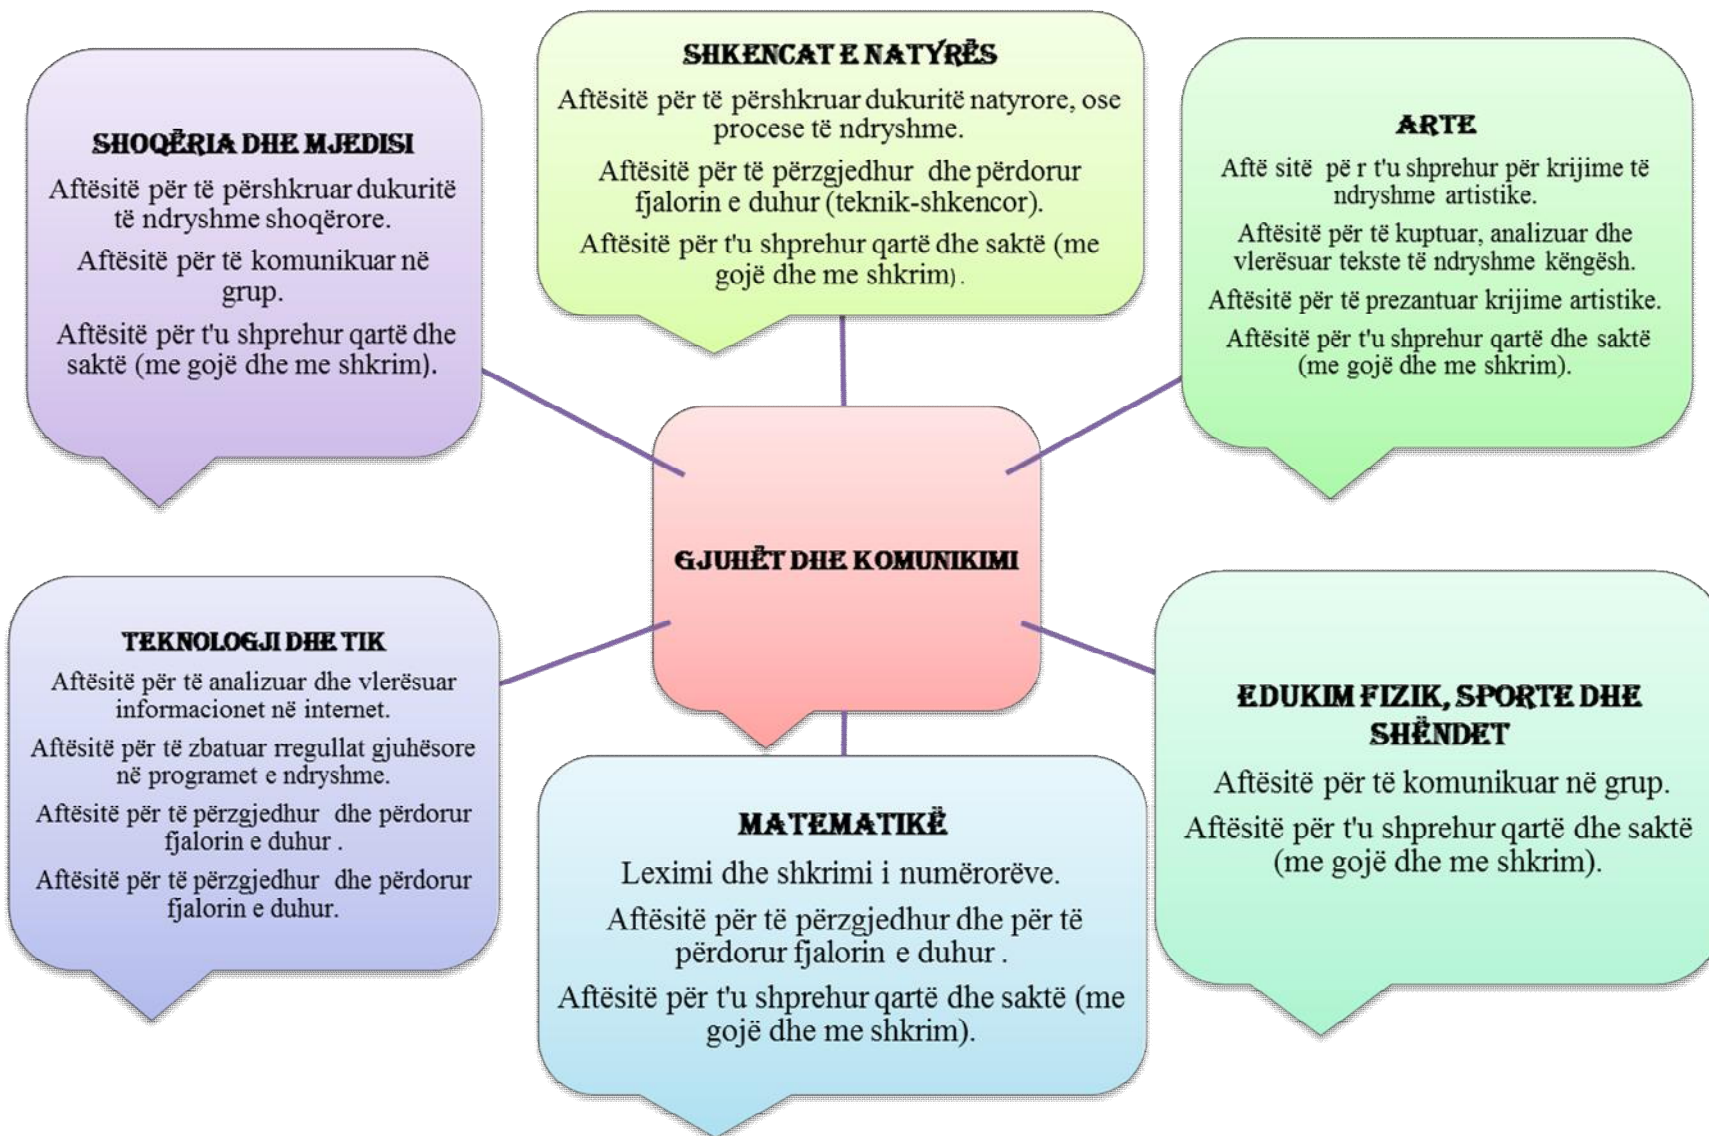 SHOQËRIA DHE MJEDISI
Aftësitë për të përshkruar dukuritë
të ndryshme shoqërore.
Aftësitë për të komunikuar në
grup.
Aftësitë për t'u shprehur qartë dhe
saktë (me gojë dhe me shkrim).
SHKENCAT E NATYRËS
Aftësitë për të përshkruar dukuritë natyrore, ose
procese të ndryshme.
Aftësitë për të përzgjedhur dhe përdorur
fjalorin e duhur (teknik-shkencor).
Aftësitë për t'u shprehur qartë dhe saktë (me
gojë dhe me shkrim) .
ARTE
Aftë sitë pë r t'u shprehur për krijime të
ndryshme artistike.
Aftësitë për të kuptuar, analizuar dhe
vlerësuar tekste të ndryshme këngësh.
Aftësitë për të prezantuar krijime artistike.
Aftësitë për t'u shprehur qartë dhe saktë
(me gojë dhe me shkrim).
GJUHËT DHE KOMUNIKIMI
TEKNOLOGJI DHE TIK
Aftësitë për të analizuar dhe vlerësuar
informacionet në internet.
Aftësitë për të zbatuar rregullat gjuhësore
në programet e ndryshme.
Aftësitë për të përzgjedhur dhe përdorur
fjalorin e duhur .
Aftësitë për të përzgjedhur dhe përdorur
fjalorin e duhur.
MATEMATIKË
Leximi dhe shkrimi i numërorëve.
Aftësitë për të përzgjedhur dhe për të
përdorur fjalorin e duhur .
Aftësitë për t'u shprehur qartë dhe saktë (me
gojë dhe me shkrim).
EDUKIM FIZIK, SPORTE DHE
SHËNDET
Aftësitë për të komunikuar në grup.
Aftësitë për t'u shprehur qartë dhe saktë
(me gojë dhe me shkrim).